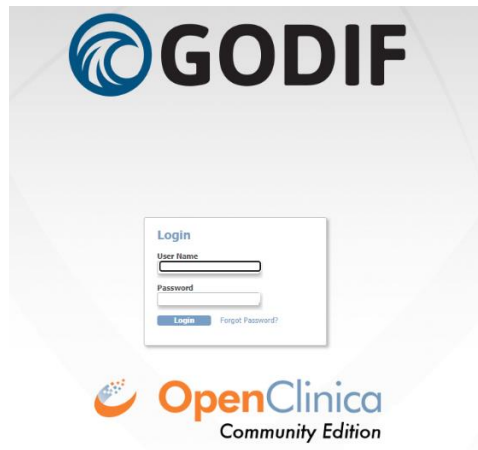 GODIF
Login
User Name
Password
Login Forgot Password?
OpenClinica
Community Edition